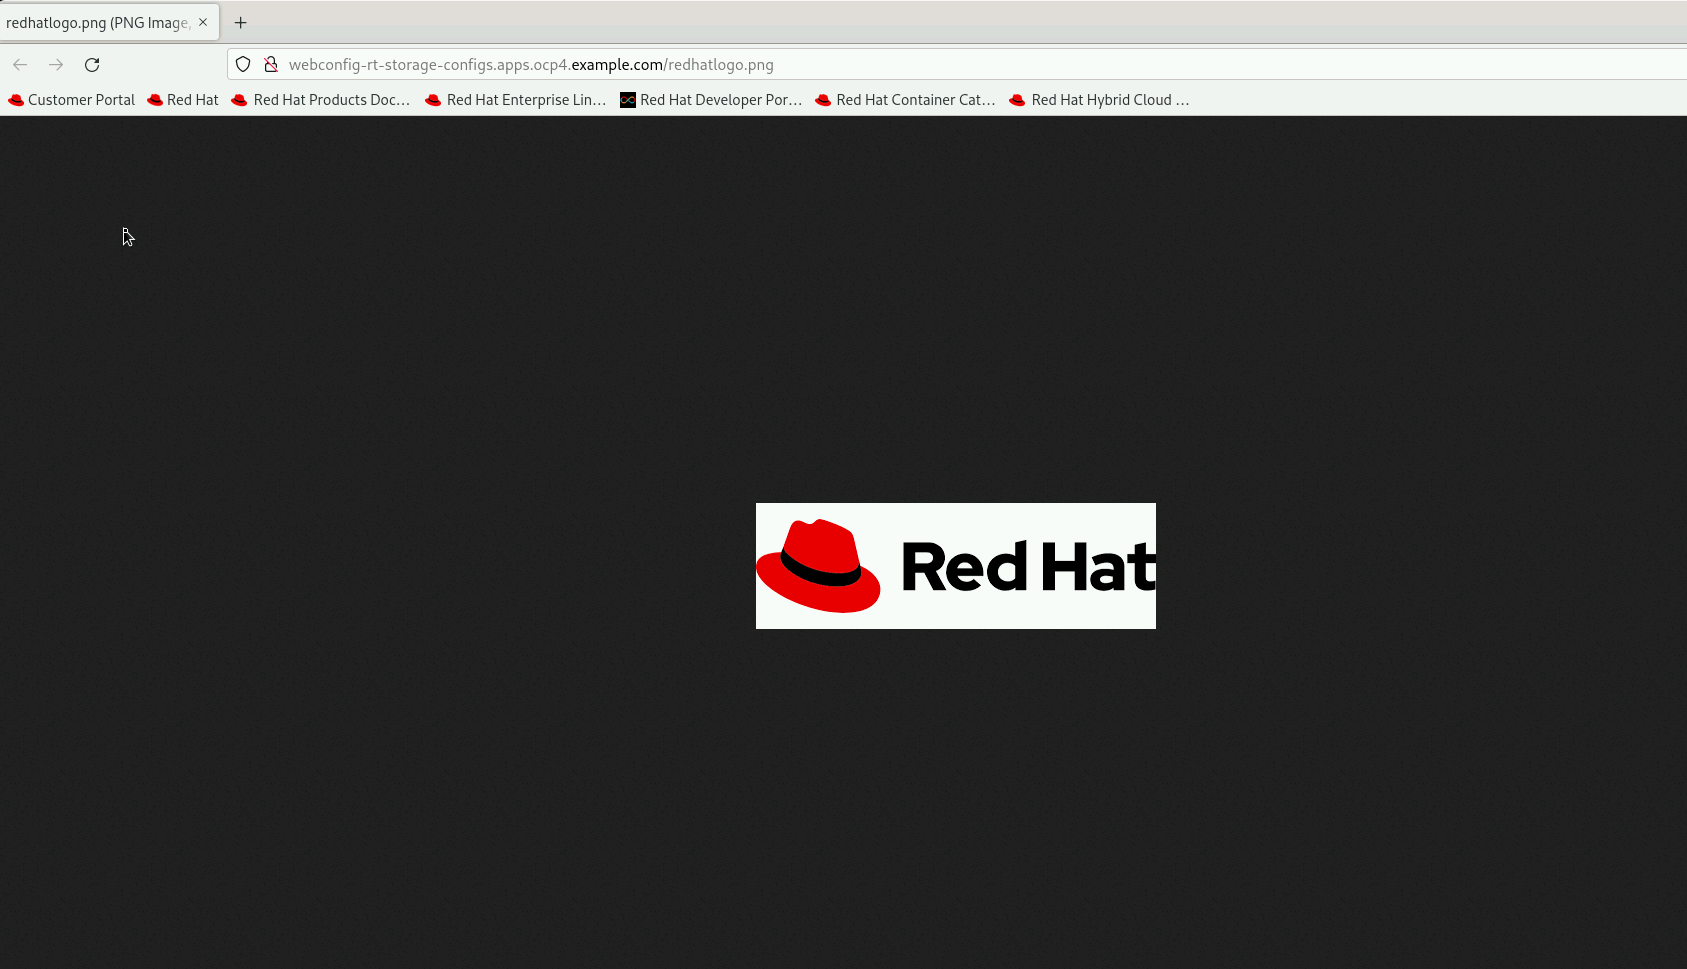 redhatlogo.png (PNG Image,
webconfig-rt-storage-configs.apps.ocp4.example.com/redhatlogo.png
Customer Portal Red Hat Red Hat Products Doc… Red Hat Enterprise Lin… Red Hat Developer Por… Red Hat Container Cat… Red Hat Hybrid Cloud …
Red Hat